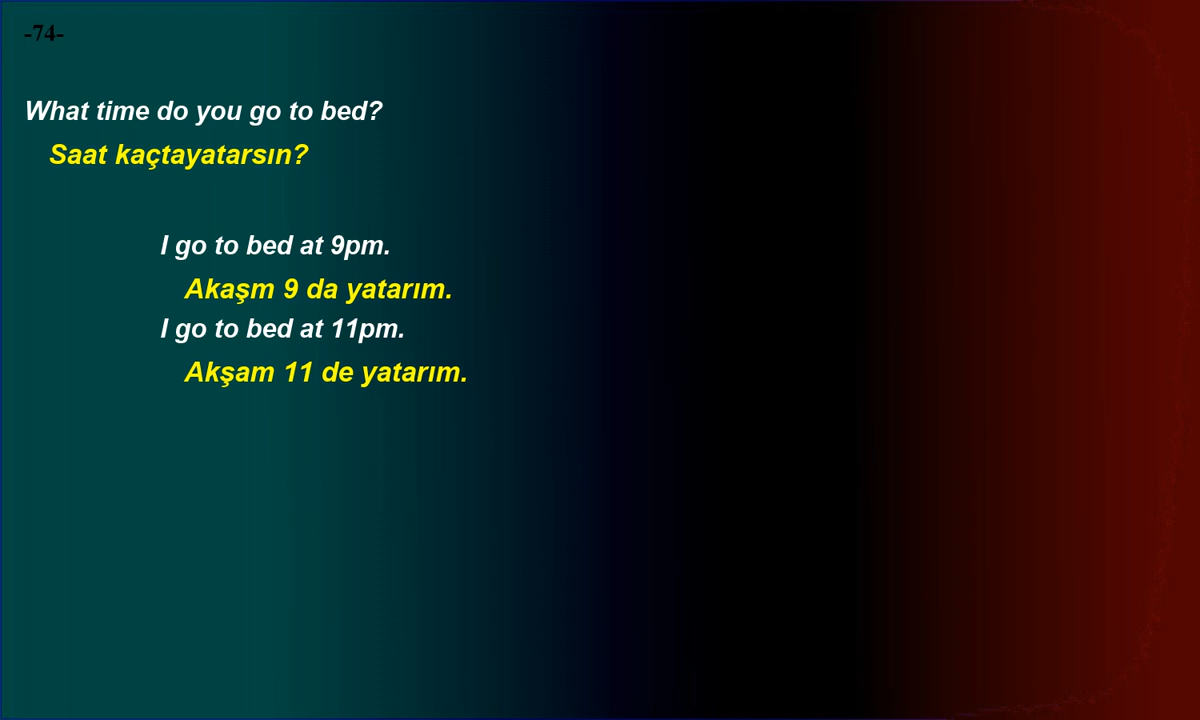 -74-
What time do you go to bed?
Saat kaçtayatarsın?
I go to bed at 9pm.
Akaşm 9 da yatarım.
I go to bed at 11pm.
Akşam 11 de yatarım.